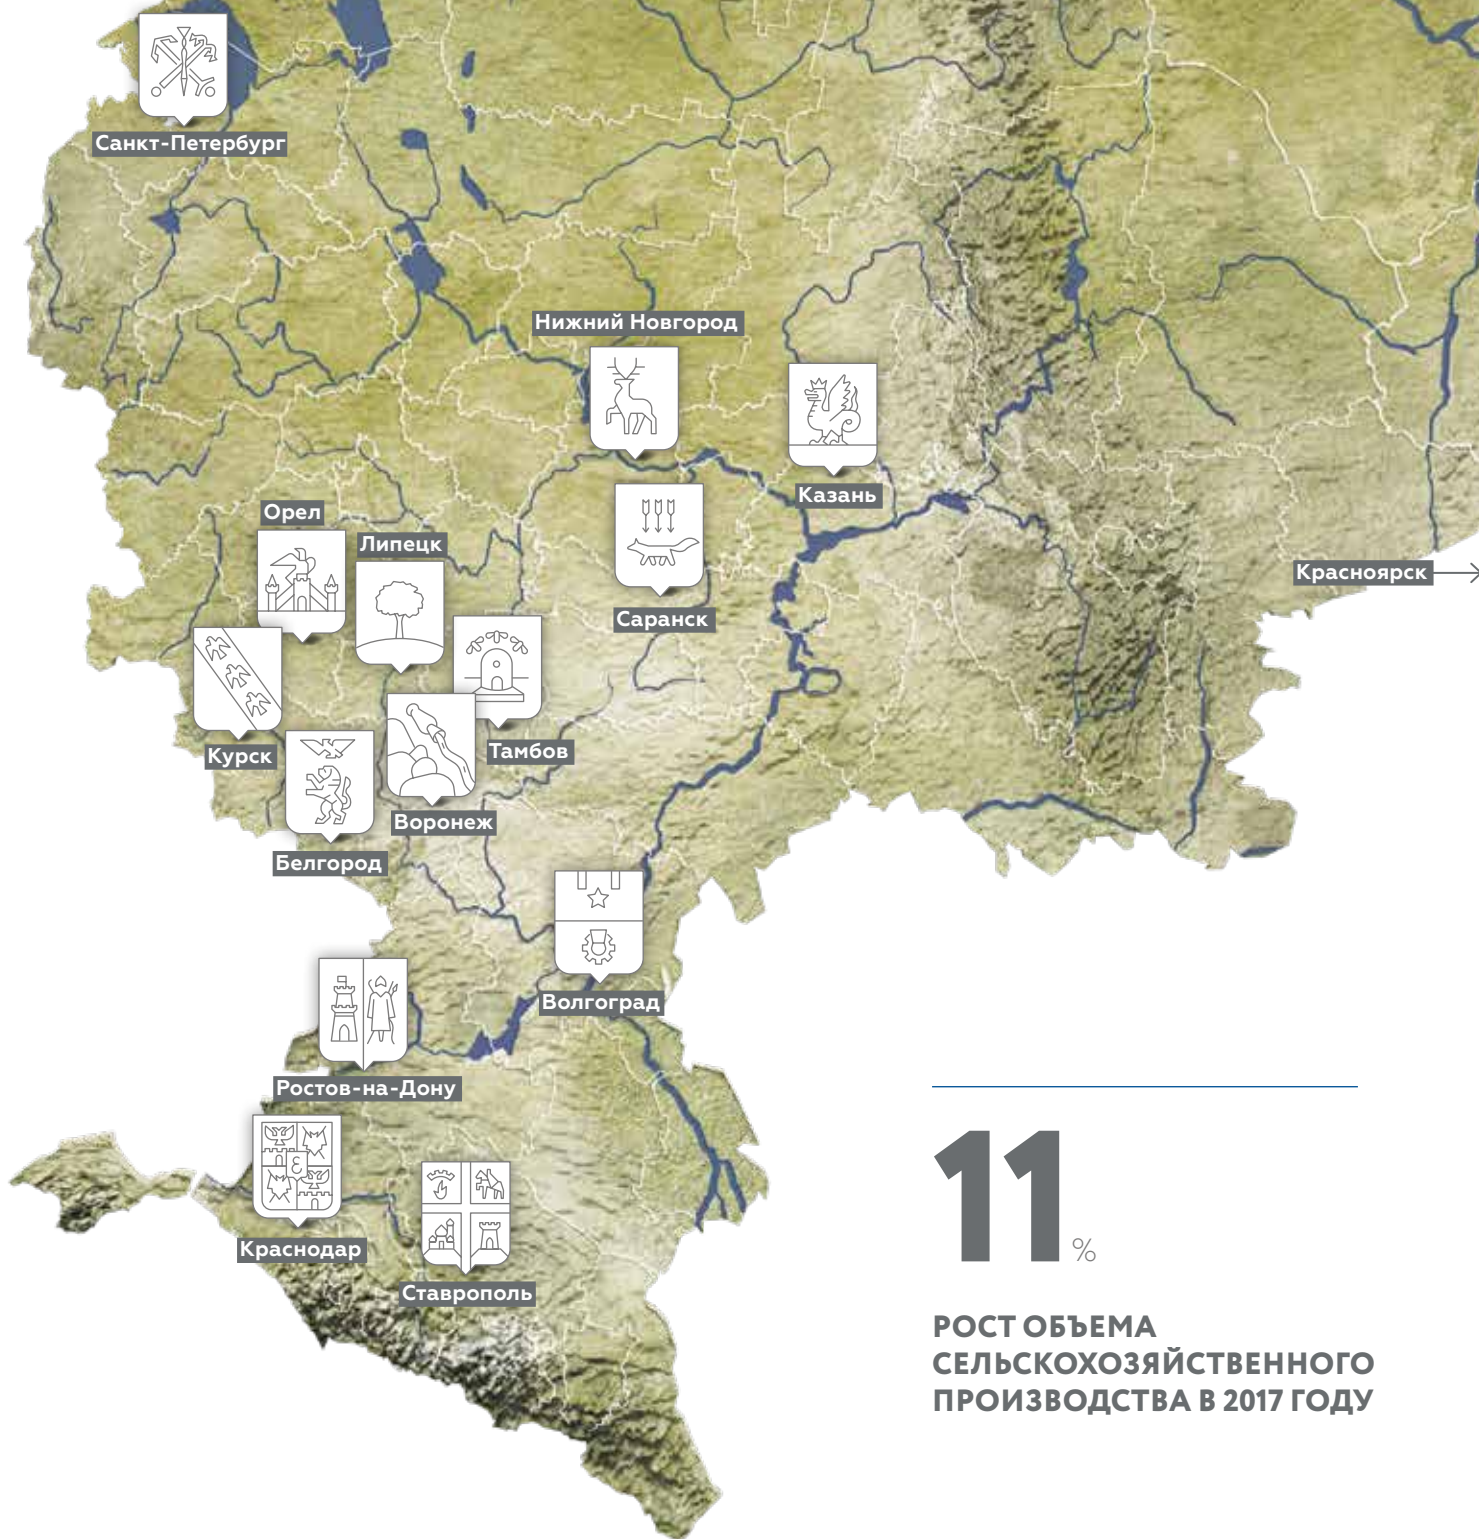 Санкт-Петербург
Нижний Новгород
Казань
Орел
Липецк
Красноярск
Саранск
Курск
Тамбов
Воронеж
Белгород
Волгоград
Ростов-на-Дону
Краснодар
Ставрополь
11 %
РОСТ ОБЪЕМА
СЕЛЬСКОХОЗЯЙСТВЕННОГО
ПРОИЗВОДСТВА В 2017 ГОДУ